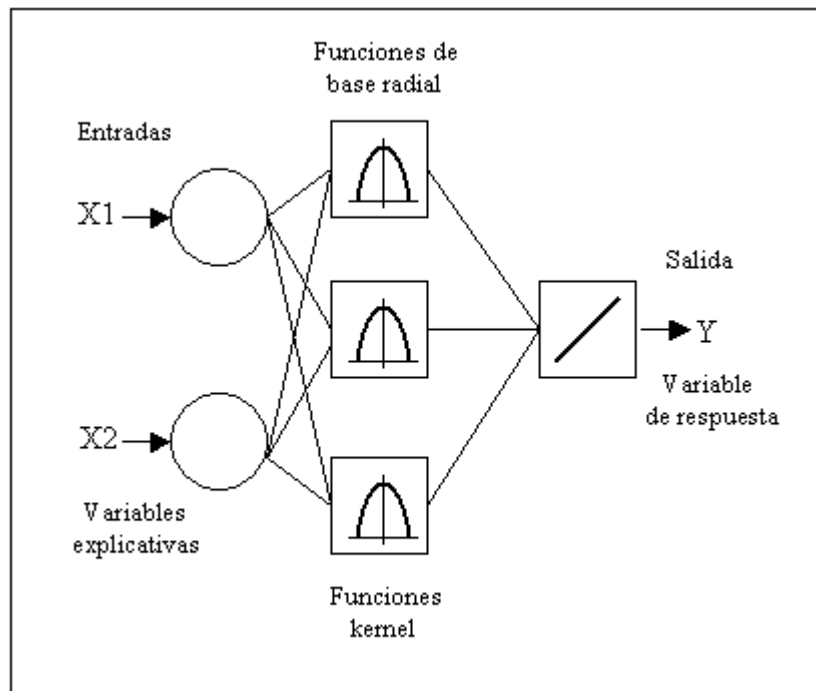 Funciones de
base radial
Entradas
X1
Salida
Y
Variable
de respuesta
X2
Variables
explicativas
Funciones
kernel